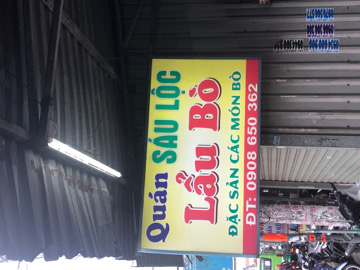 Quán SÁU LỘC
Lẩu Bò
ĐẶC SẢN CÁC MÓN BÒ
ĐT: 0908 650 362